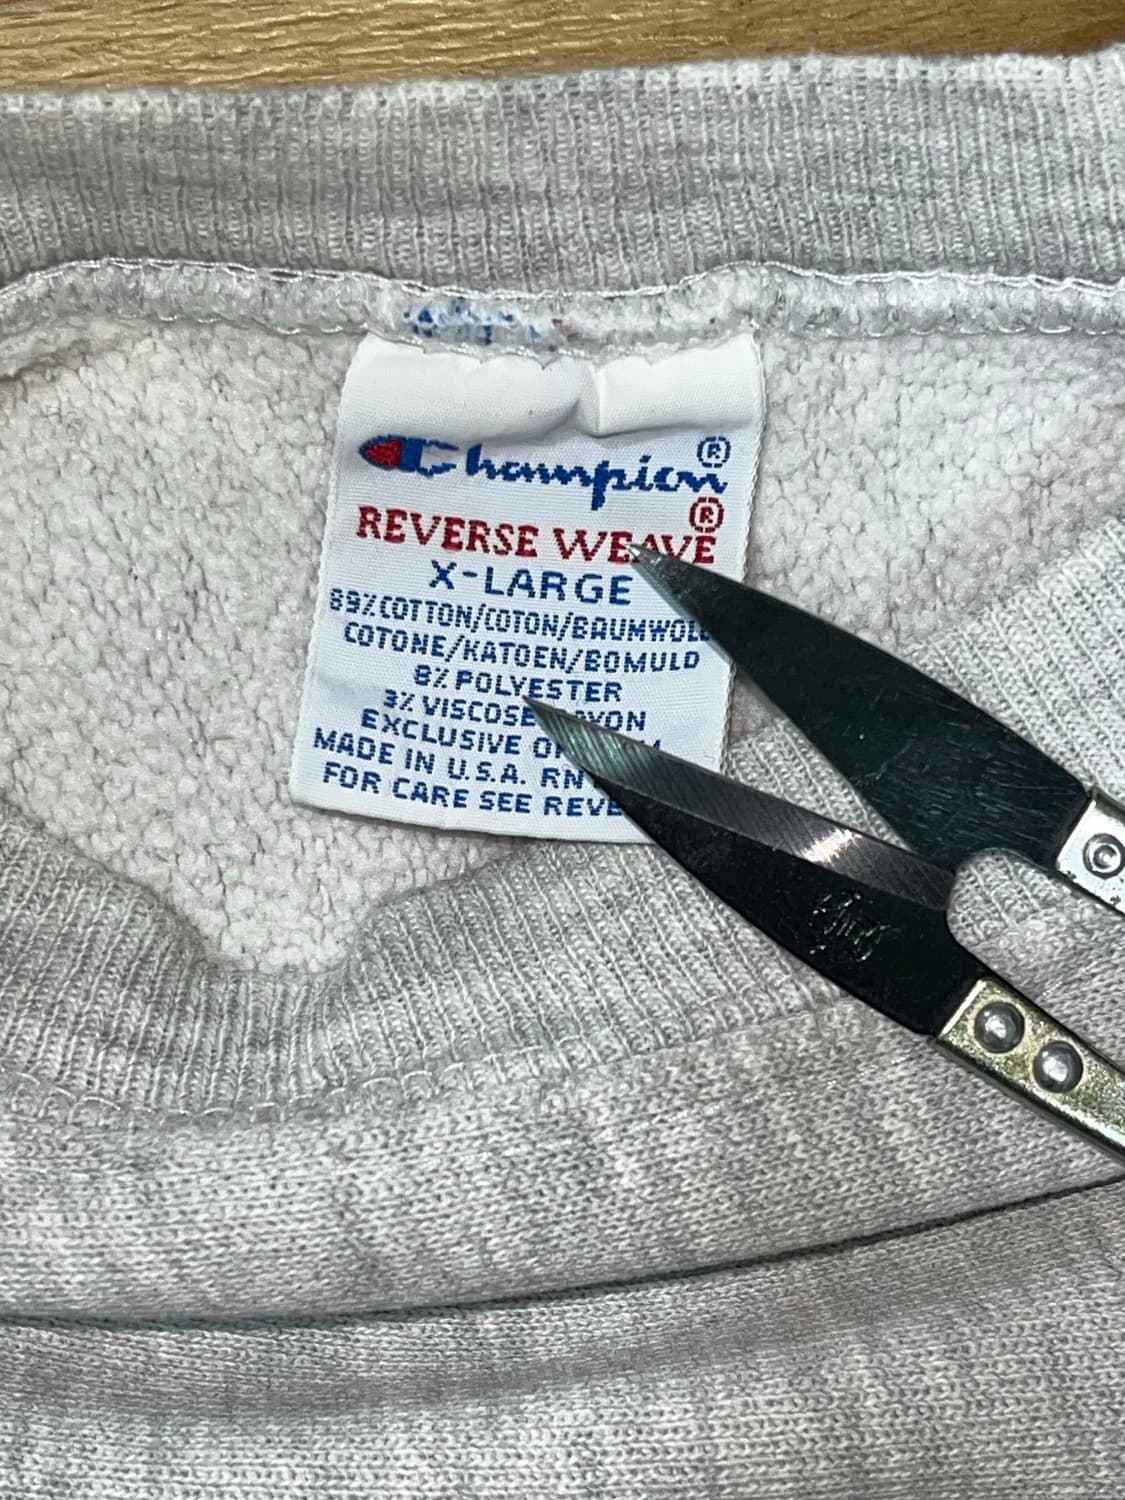 Champion®
REVERSE WEAVE®
X-LARGE
89% COTTON/COTON/BAUMWOLL
COTONE/KATOEN/BOMULD
8% POLYESTER
3% VISCOSE
EXCLUSIVE
MADE IN U.S.A. RN
FOR CARE SEE REVE